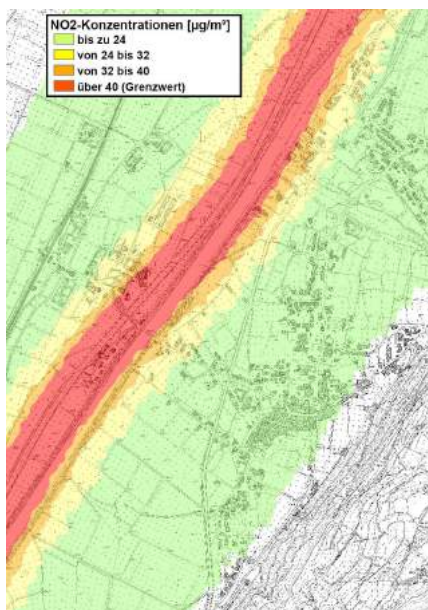 NO2-Konzentrationen [µg/m³]
bis zu 24
von 24 bis 32
von 32 bis 40
über 40 (Grenzwert)